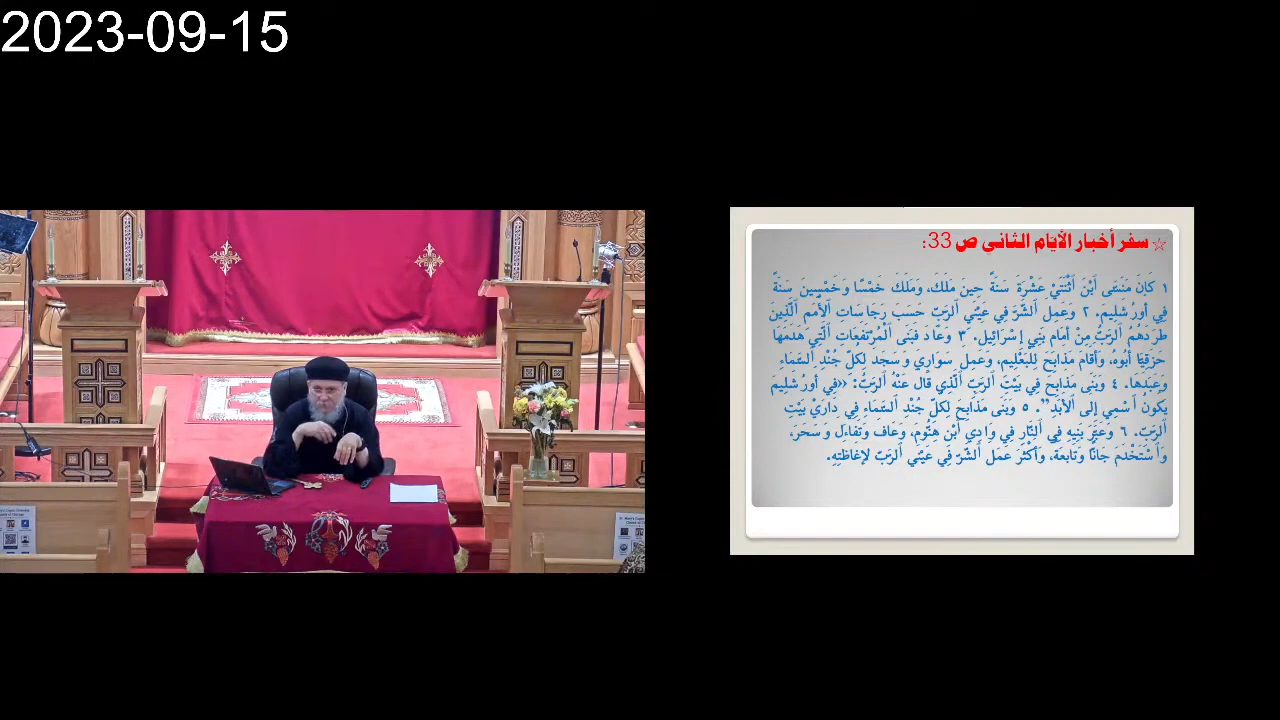 2023-09-15
☆ سفر أخبار الأيّام الثاني ص 33:
١ كَانَ مَنَسَّى ٱبْنَ ٱثْنَتَيْ عَشْرَةَ سَنَةً حِينَ مَلَكَ، وَمَلَكَ خَمْسًا وَخَمْسِينَ سَنَةً
فِي أُورُشَلِيمَ. ٢ وَعَمِلَ ٱلشَّرَّ فِي عَيْنَيِ ٱلرَّبِّ حَسَبَ رَجَاسَاتِ ٱلْأُمَمِ ٱلَّذِينَ
طَرَدَهُمُ ٱلرَّبُّ مِنْ أَمَامِ بَنِي إِسْرَائِيلَ. ٣ وَعَادَ فَبَنَى ٱلْمُرْتَفَعَاتِ ٱلَّتِي هَدَمَهَا
حَزَقِيَّا أَبُوهُ، وَأَقَامَ مَذَابِحَ لِلْبَعْلِيمِ، وَعَمِلَ سَوَارِيَ وَسَجَدَ لِكُلِّ جُنْدِ ٱلسَّمَاءِ
وَعَبَدَهَا. ٤ وَبَنَى مَذَابِحَ فِي بَيْتِ ٱلرَّبِّ ٱلَّذِي قَالَ عَنْهُ ٱلرَّبُّ: «فِي أُورُشَلِيمَ
يَكُونُ ٱسْمِي إِلَى ٱلْأَبَدِ”. ٥ وَبَنَى مَذَابِحَ لِكُلِّ جُنْدِ ٱلسَّمَاءِ فِي دَارَيْ بَيْتِ
ٱلرَّبِّ. ٦ وَعَبَّرَ بَنِيهِ فِي ٱلنَّارِ فِي وَادِي ٱبْنِ هِنُّومَ، وَعَافَ وَتَفَاءَلَ وَسَحَرَ،
وَٱسْتَخْدَمَ جَانًّا وَتَابِعَةً، وَأَكْثَرَ عَمَلَ ٱلشَّرِّ فِي عَيْنَيِ ٱلرَّبِّ لِإِغَاظَتِهِ.